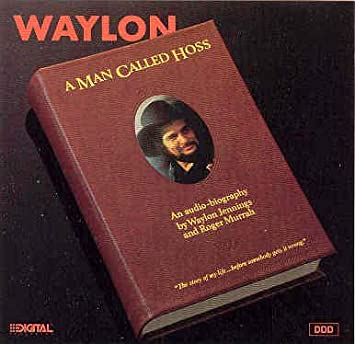 WAYLON
A MAN CALLED HOSS
An audio-biography
by Waylon Jennings
and Roger Murrah
"The story of my life...before somebody gets it wrong."
DIGITAL
DDD